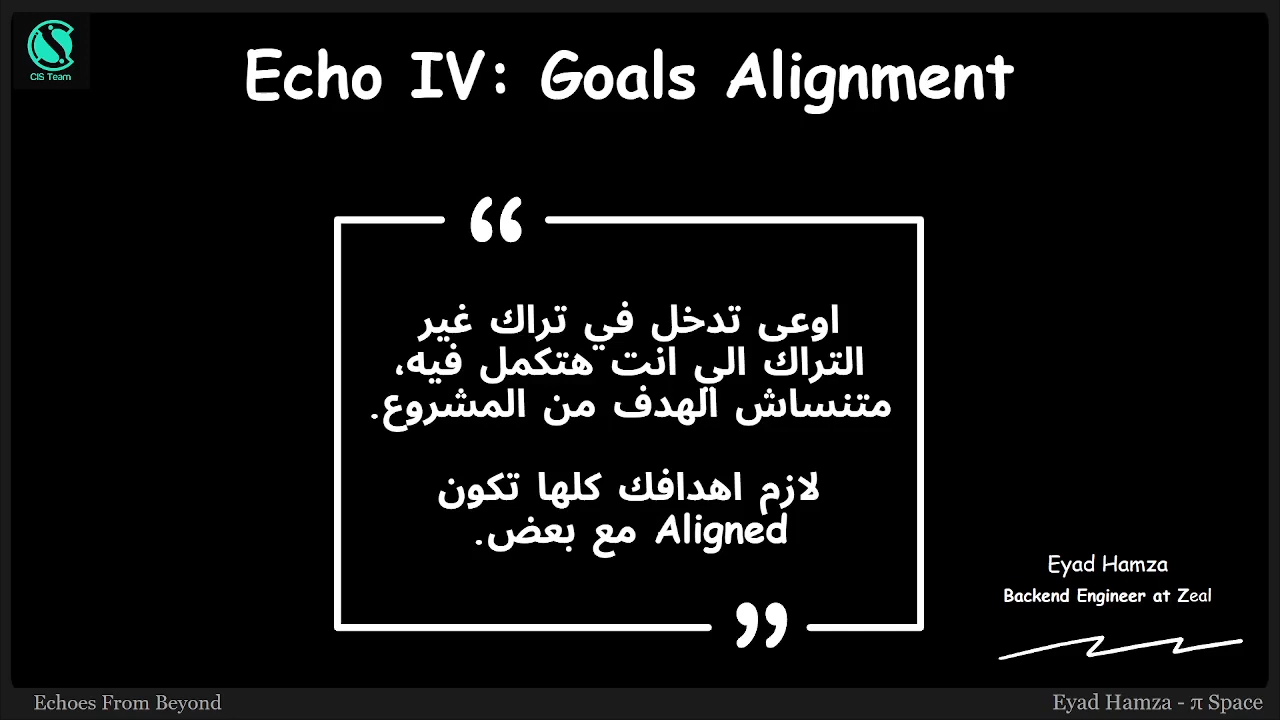 CIS Team
Echo IV: Goals Alignment
“
اوعى تدخل في تراك غير
التراك الي انت هتكمل فيه،
متنساش الهدف من المشروع.
لازم اهدافك كلها تكون
Aligned مع بعض.
”
Eyad Hamza
Backend Engineer at Zeal
Echoes From Beyond
Eyad Hamza - π Space